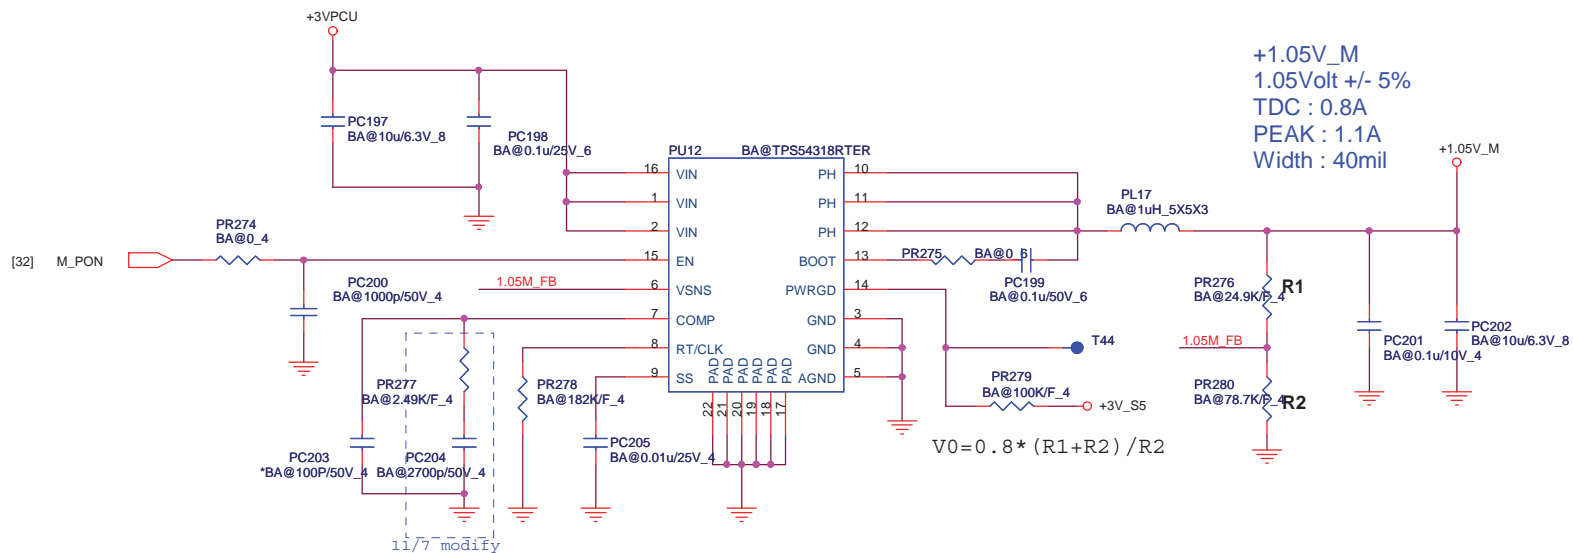 +3VPCU
PC197
BA@10u/6.3V_8
PC198
BA@0.1u/25V_6
+1.05V_M
1.05Volt +/- 5%
TDC : 0.8A
PEAK : 1.1A
Width : 40mil
+1.05V_M
PU12
BA@TPS54318RTER
16 VIN
1 VIN
2 VIN
15 EN
6 VSNS
7 COMP
8 RT/CLK
9 SS
PH 10
PH 11
PH 12
BOOT 13
PWRGD 14
GND 3
GND 4
AGND 5
PAD PAD PAD PAD PAD PAD
22 21 20 19 18 17
PL17
BA@1uH_5X5X3
PR274
BA@0_4
[32] M_PON
PC200
BA@1000p/50V_4
1.05M_FB
PR275
BA@0_6
PC199
BA@0.1u/50V_6
PR276
BA@24.9K/F_4
R1
1.05M_FB
PR280
BA@78.7K/F_4
R2
PC201
BA@0.1u/10V_4
PC202
BA@10u/6.3V_8
T44
PR279
BA@100K/F_4
+3V_S5
PR277
BA@2.49K/F_4
PR278
BA@182K/F_4
PC205
BA@0.01u/25V_4
PC203
*BA@100P/50V_4
PC204
BA@2700p/50V_4
V0=0.8*(R1+R2)/R2
11/7 modify